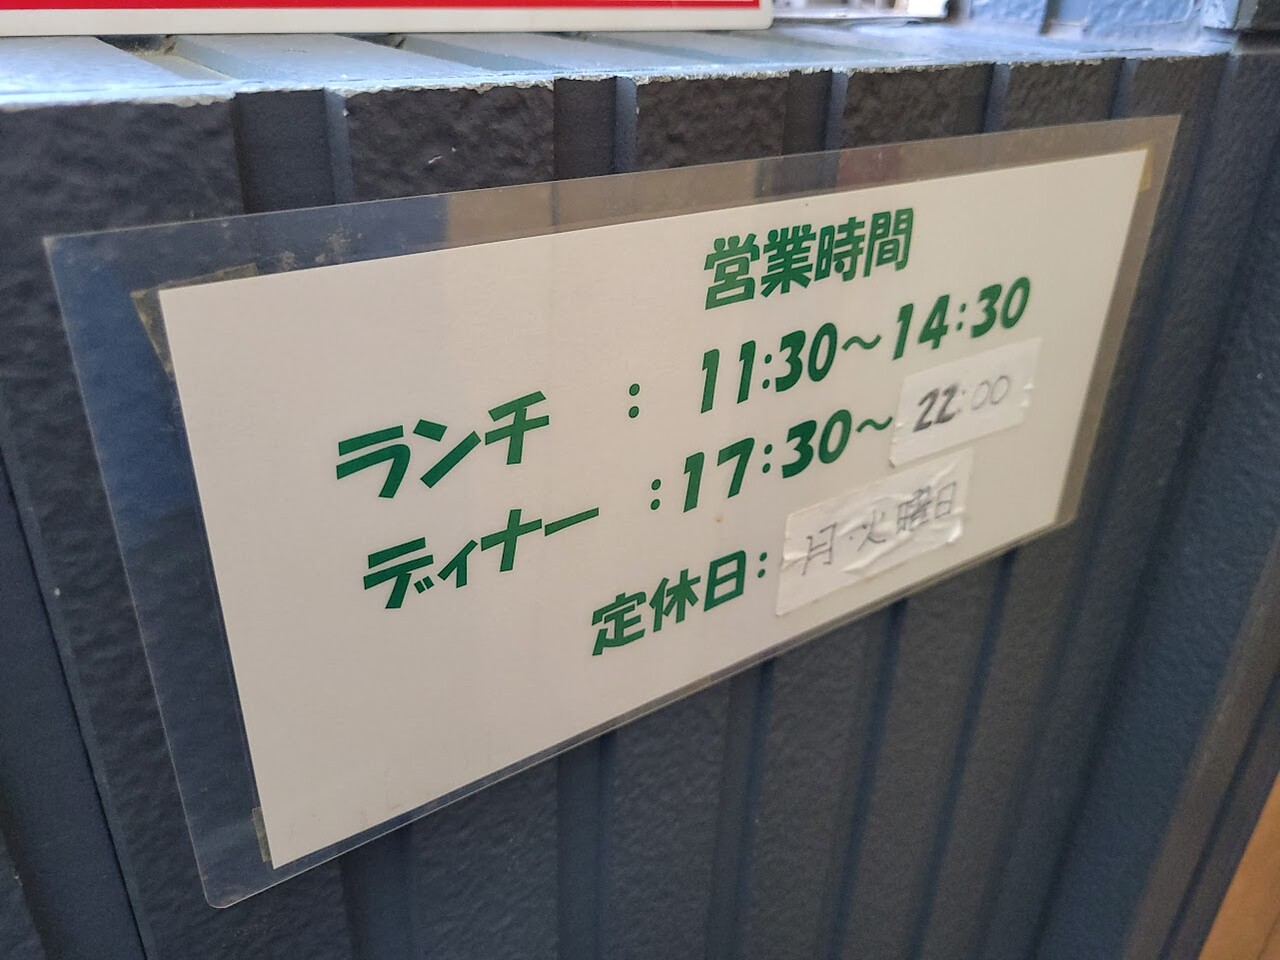 営業時間
ランチ : 11:30～14:30
ディナー :17:30～22:00
定休日: 月・火曜日